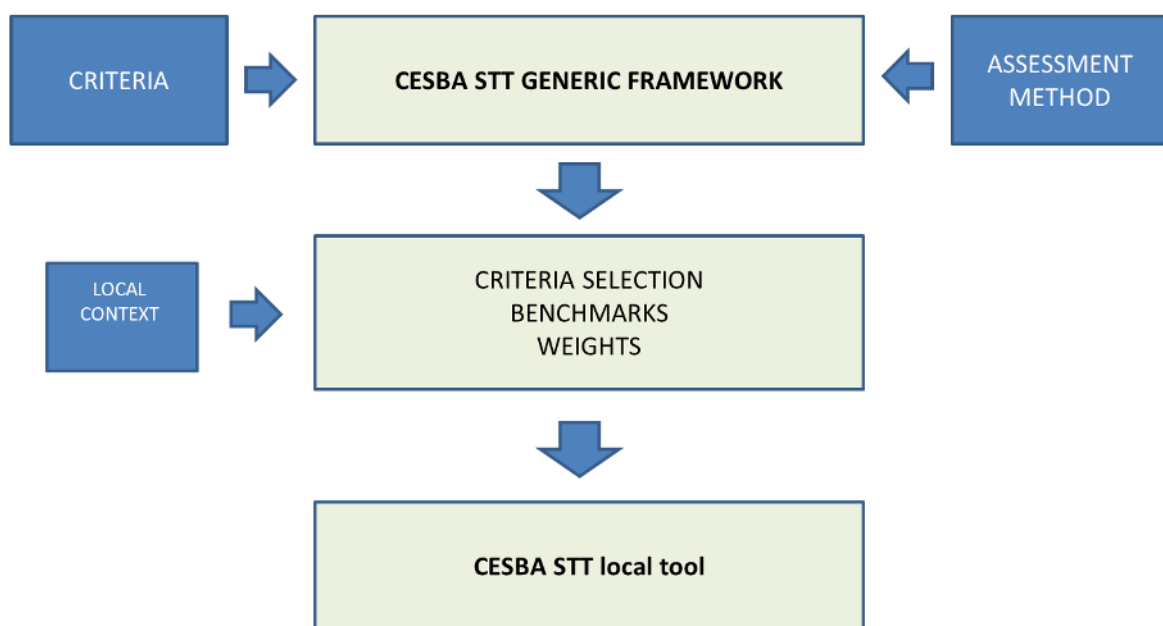 CRITERIA
CESBA STT GENERIC FRAMEWORK
ASSESSMENT
METHOD
LOCAL
CONTEXT
CRITERIA SELECTION
BENCHMARKS
WEIGHTS
CESBA STT local tool